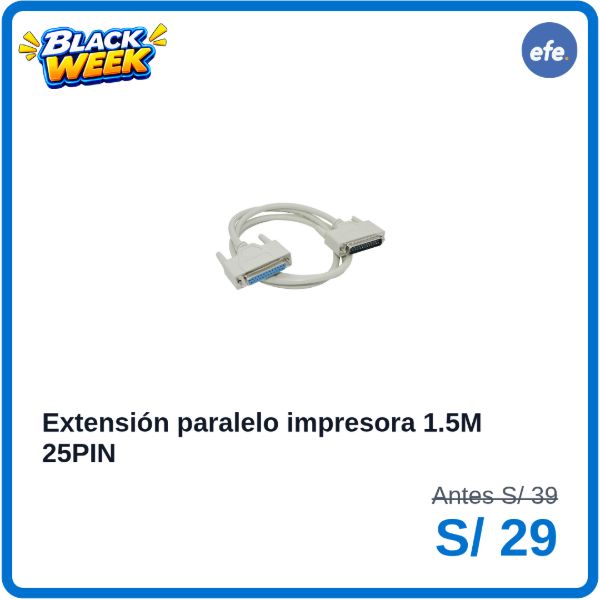 BLACK
WEEK
efe.
Extensión paralelo impresora 1.5M
25PIN
Antes S/ 39
S/ 29